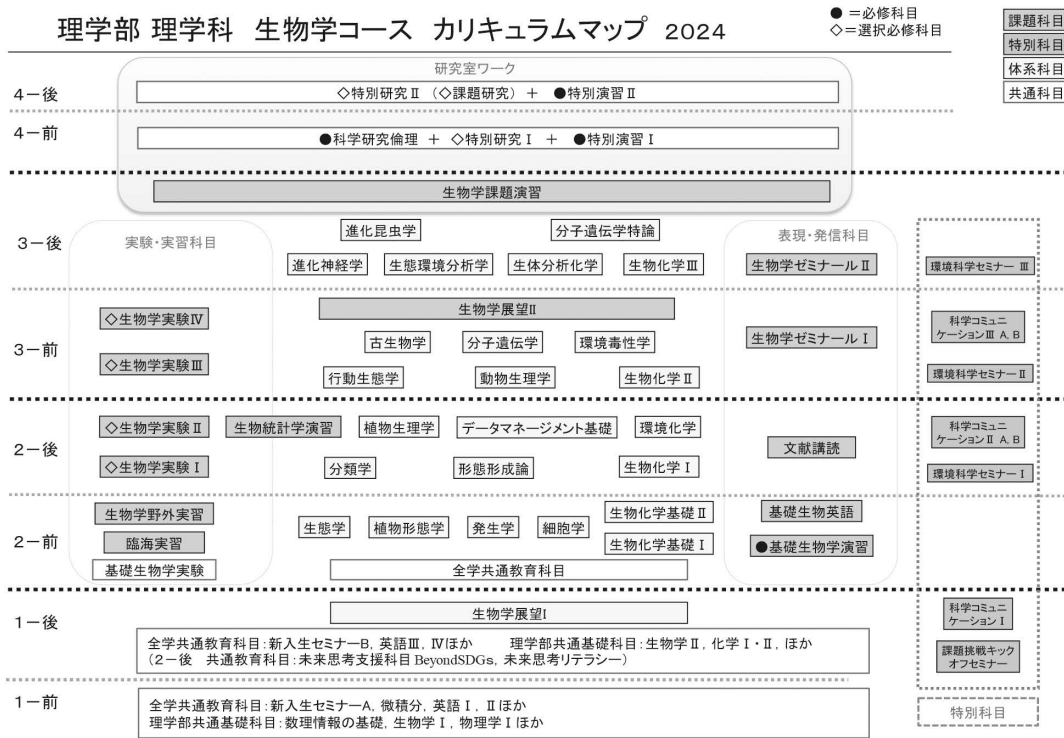 理学部 理学科　生物学コース　カリキュラムマップ 2024
●＝必修科目
◇＝選択必修科目
課題科目
特別科目
体系科目
共通科目
研究室ワーク
4－後
◇特別研究Ⅱ（◇課題研究）＋ ●特別演習Ⅱ
4－前
●科学研究倫理 ＋ ◇特別研究Ⅰ ＋ ●特別演習Ⅰ
生物学課題演習
3－後
実験・実習科目
進化昆虫学
分子遺伝学特論
表現・発信科目
進化神経学
生態環境分析学
生体分析化学
生物化学Ⅲ
生物学ゼミナールⅡ
環境科学セミナー Ⅲ
3－前
◇生物学実験Ⅳ
生物学展望Ⅱ
生物学ゼミナールⅠ
科学コミュニ
ケーションⅢ A, B
古生物学
分子遺伝学
環境毒性学
◇生物学実験Ⅲ
行動生態学
動物生理学
生物化学Ⅱ
環境科学セミナーⅡ
2－後
◇生物学実験Ⅱ
生物統計学演習
植物生理学
データマネージメント基礎
環境化学
文献講読
科学コミュニ
ケーションⅡ A, B
◇生物学実験Ⅰ
分類学
形態形成論
生物化学Ⅰ
環境科学セミナーⅠ
2－前
生物学野外実習
生物化学基礎Ⅱ
基礎生物英語
生態学
植物形態学
発生学
細胞学
臨海実習
生物化学基礎Ⅰ
●基礎生物学演習
基礎生物学実験
全学共通教育科目
1－後
生物学展望Ⅰ
科学コミュニ
ケーションⅠ
全学共通教育科目：新入生セミナーB, 英語Ⅲ, Ⅳほか　　理学部共通基礎科目：生物学Ⅱ, 化学Ⅰ・Ⅱ, ほか
（2－後　共通教育科目：未来思考支援科目 BeyondSDGs, 未来思考リテラシー）
課題挑戦キック
オフセミナー
1－前
全学共通教育科目：新入生セミナーA, 微積分, 英語Ⅰ, Ⅱほか
理学部共通基礎科目：数理情報の基礎, 生物学Ⅰ, 物理学Ⅰほか
特別科目